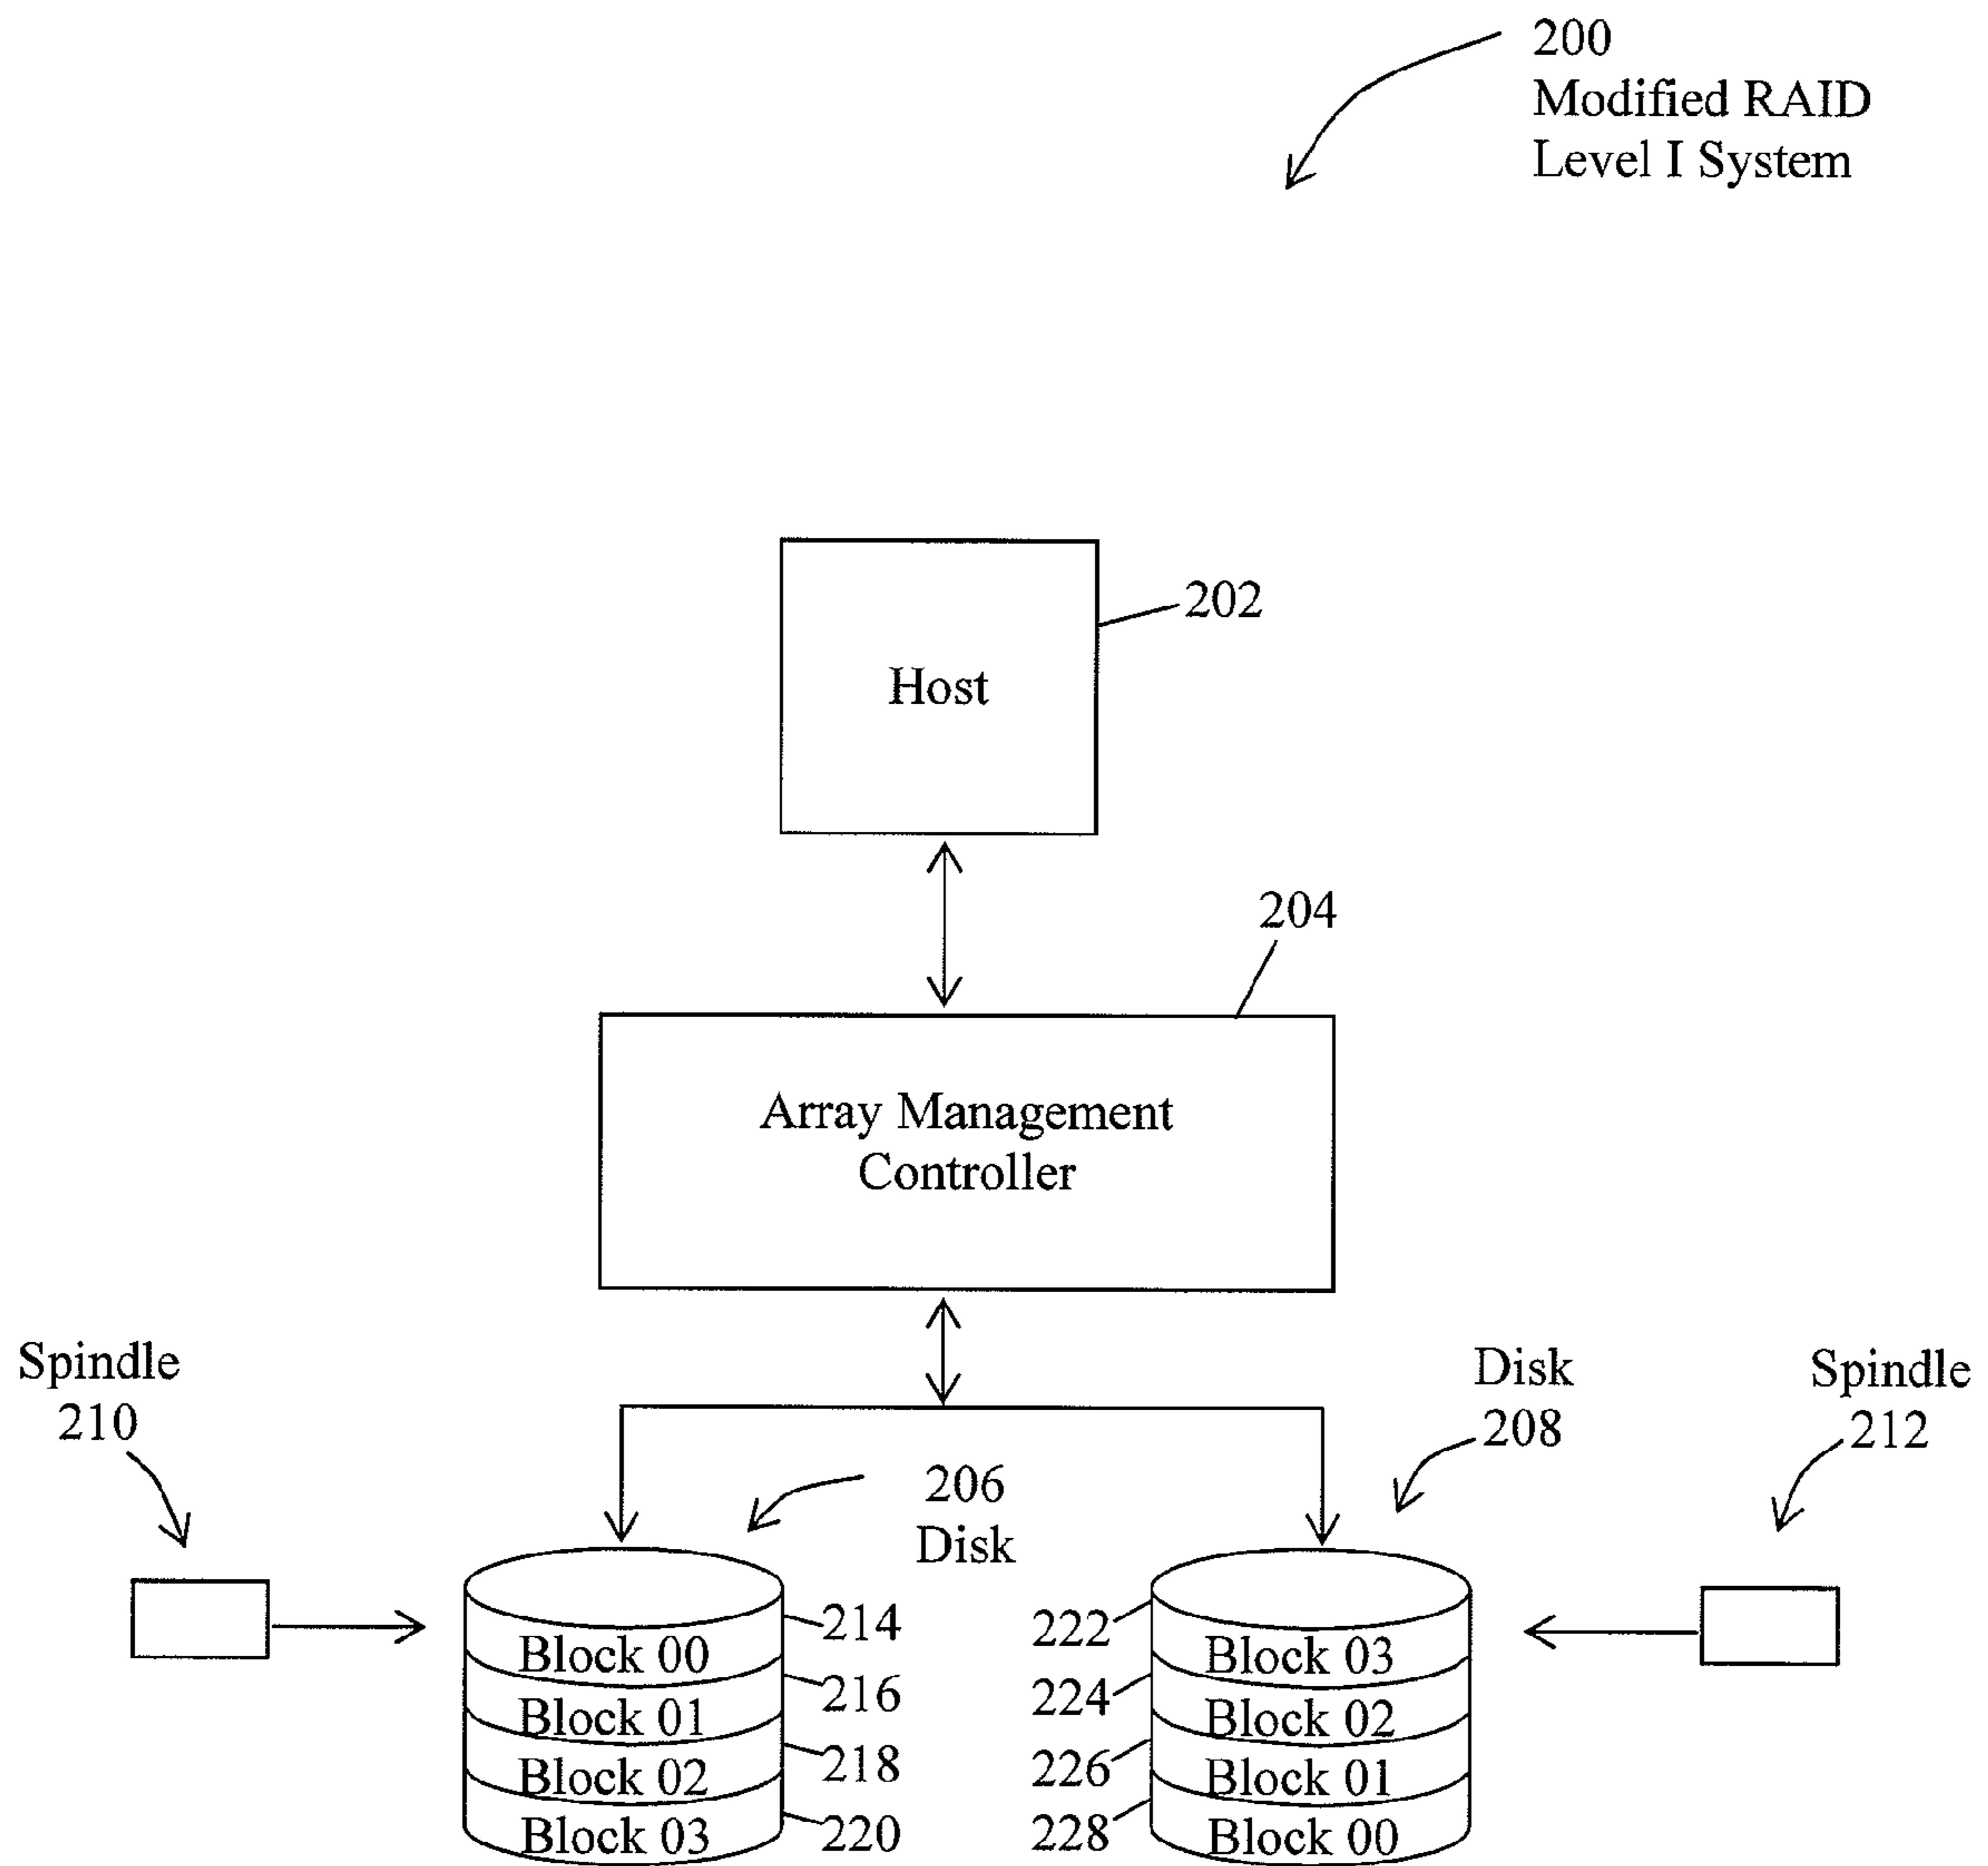 200
Modified RAID
Level I System
Host
202
204
Array Management
Controller
Spindle
210
206
Disk
Disk
208
Spindle
212
Block 00
Block 01
Block 02
Block 03
214
216
218
220
222
224
226
228
Block 03
Block 02
Block 01
Block 00